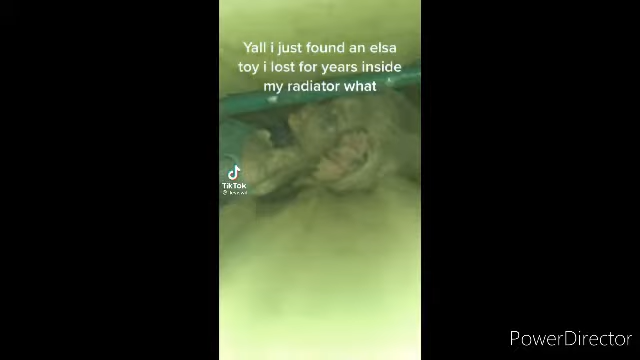 Yall i just found an elsa
toy i lost for years inside
my radiator what
TikTok
PowerDirector